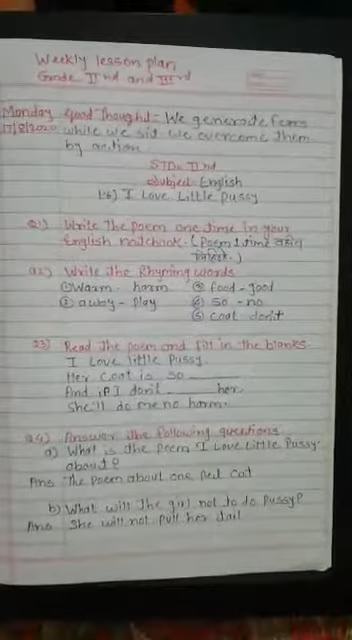 Weekly lesson plan
Grade IInd and IIIrd
Monday Good Thought = We generate fears
17/8/2020 while we sit we overcome them
by action
STD. IInd
Subject: English
I Love Little Pussy
Q1) Write the poem one time in your
English notebook. (Poem 1 time
Q2) Write the Rhyming words
① Warm - harm ④ food - good
② away - play so - no
⑤ coat don't
Q3) Read the poem and fill in the blanks.
I Love little Pussy.
Her coat is so ______
And if I don't ______ her
She'll do me no harm.
Q4) Answer the following questions.
a) What is the poem 'I Love Little Pussy'
about?
Ans The poem about one pet cat
b) What will the girl not to do pussy?
Ans She will not pull her tail